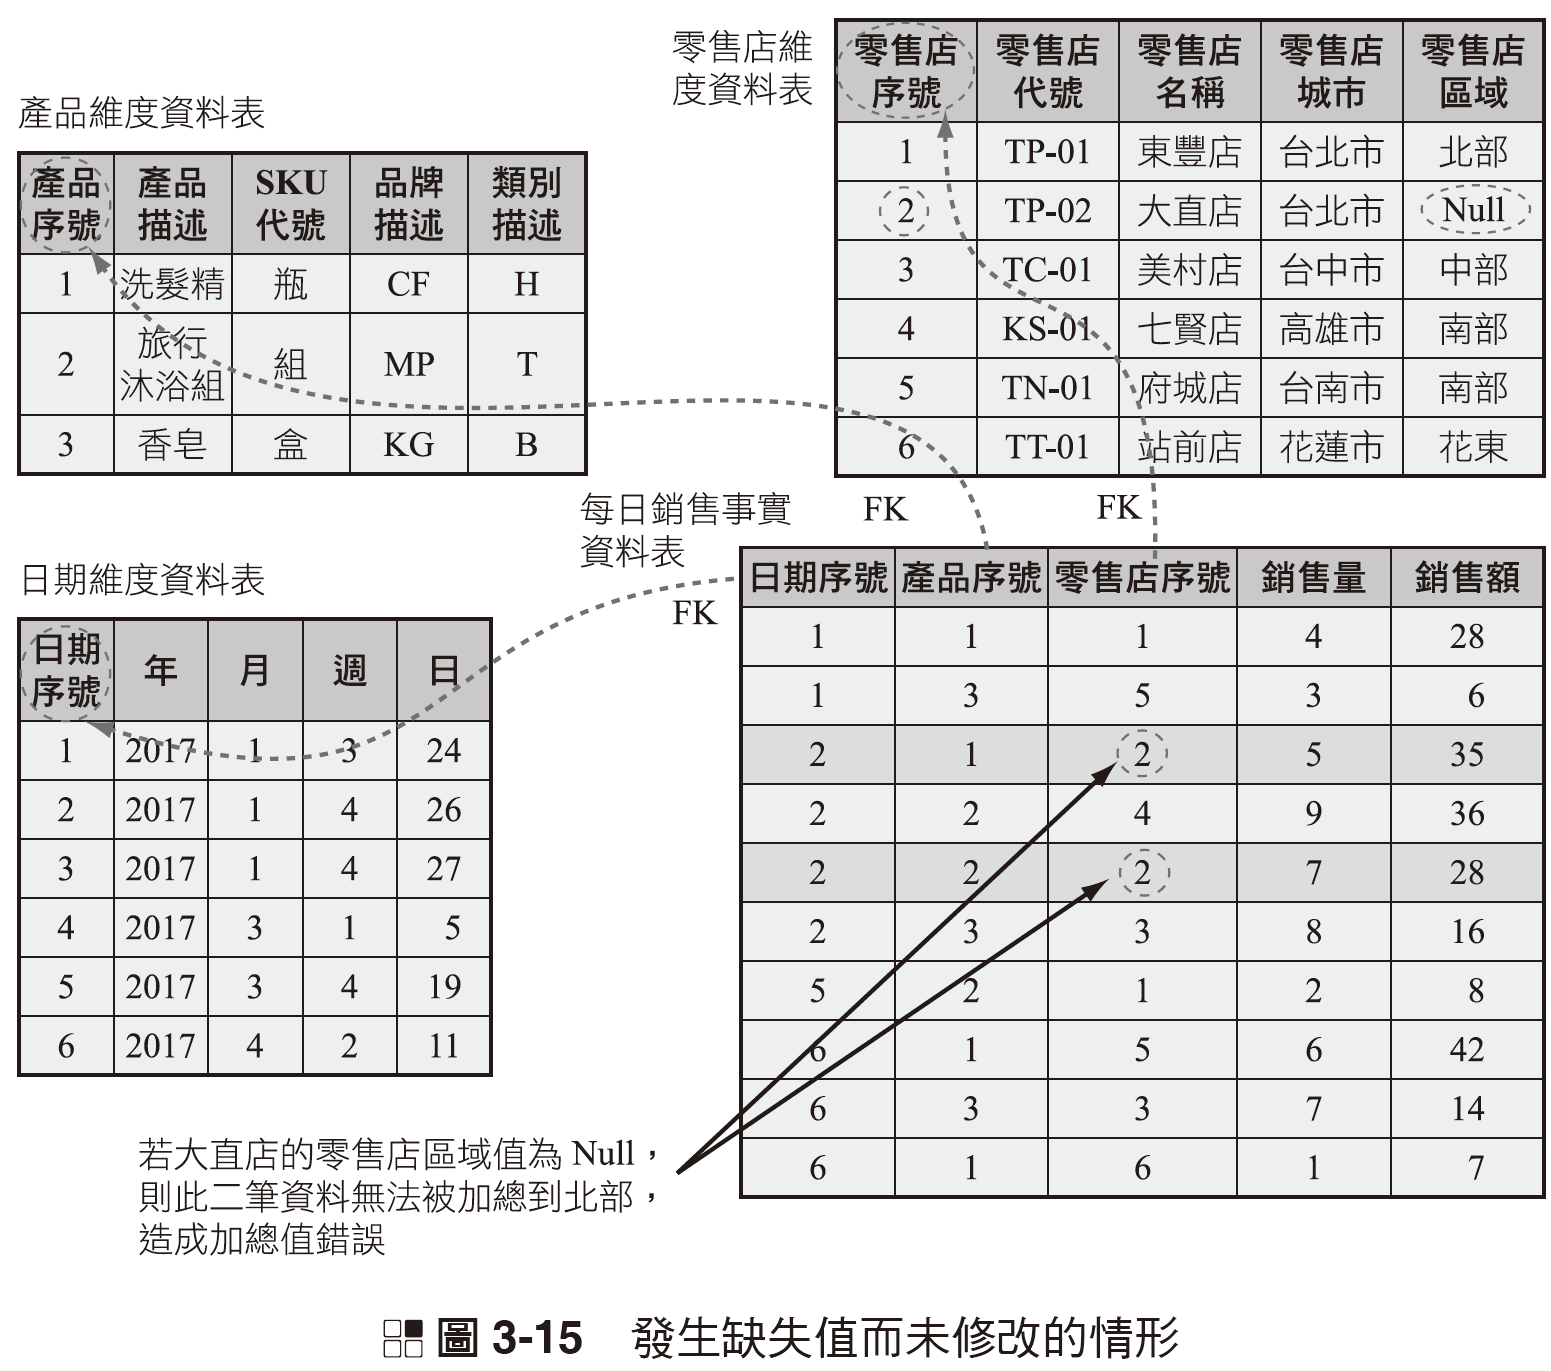 產品維度資料表
產品序號 產品描述 SKU代號 品牌描述 類別描述
1 洗髮精 瓶 CF H
2 旅行沐浴組 組 MP T
3 香皂 盒 KG B
零售店維
度資料表
零售店序號 零售店代號 零售店名稱 零售店城市 零售店區域
1 TP-01 東豐店 台北市 北部
2 TP-02 大直店 台北市 Null
3 TC-01 美村店 台中市 中部
4 KS-01 七賢店 高雄市 南部
5 TN-01 府城店 台南市 南部
6 TT-01 站前店 花蓮市 花東
FK
FK
FK
日期維度資料表
日期序號 年 月 週 日
1 2017 1 3 24
2 2017 1 4 26
3 2017 1 4 27
4 2017 3 1 5
5 2017 3 4 19
6 2017 4 2 11
每日銷售事實
資料表
日期序號 產品序號 零售店序號 銷售量 銷售額
1 1 1 4 28
1 3 5 3 6
2 1 2 5 35
2 2 4 9 36
2 2 2 7 28
2 3 3 8 16
5 2 1 2 8
6 1 5 6 42
6 3 3 7 14
6 1 6 1 7
若大直店的零售店區域值為 Null，
則此二筆資料無法被加總到北部，
造成加總值錯誤
圖 3-15 發生缺失值而未修改的情形